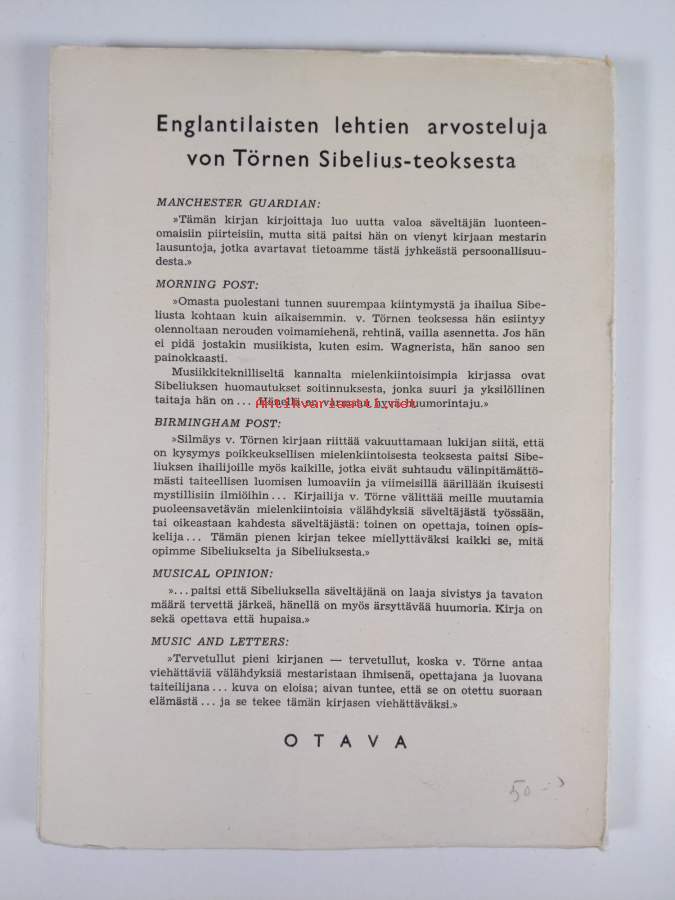 Englantilaisten lehtien arvosteluja
von Törnen Sibelius-teoksesta
MANCHESTER GUARDIAN:
»Tämän kirjan kirjoittaja luo uutta valoa säveltäjän luonteen-
omaisiin piirteisiin, mutta sitä paitsi hän on vienyt kirjaan mestarin
lausuntoja, jotka avartavat tietoamme tästä jyhkeästä persoonallisuu-
desta.»
MORNING POST:
»Omasta puolestani tunnen suurempaa kiintymystä ja ihailua Sibe-
liusta kohtaan kuin aikaisemmin. v. Törnen teoksessa hän esiintyy
olennoltaan nerouden voimamiehenä, rehtinä, vailla asennetta. Jos hän
ei pidä jostakin musiikista, kuten esim. Wagnerista, hän sanoo sen
painokkaasti.
Musiikkiteknilliseltä kannalta mielenkiintoisimpia kirjassa ovat
Sibeliuksen huomautukset soitinnuksesta, jonka suuri ja yksilöllinen
taitaja hän on... Hänellä on varmasti hyvä huumorintaju.»
Antikvariaatti.net
BIRMINGHAM POST:
»Silmäys v. Törnen kirjaan riittää vakuuttamaan lukijan siitä, että
on kysymys poikkeuksellisen mielenkiintoisesta teoksesta paitsi Sibe-
liuksen ihailijoille myös kaikille, jotka eivät suhtaudu välinpitämättö-
mästi taiteellisen luomisen lumoaviin ja viimeisillä äärillään ikuisesti
mystillisiin ilmiöihin... Kirjailija v. Törne välittää meille muutamia
puoleensavetävän mielenkiintoisia välähdyksiä säveltäjästä työssään,
tai oikeastaan kahdesta säveltäjästä: toinen on opettaja, toinen opis-
kelija... Tämän pienen kirjan tekee miellyttäväksi kaikki se, mitä
opimme Sibeliukselta ja Sibeliuksesta.»
MUSICAL OPINION:
»...paitsi että Sibeliuksella säveltäjänä on laaja sivistys ja tavaton
määrä tervettä järkeä, hänellä on myös ärsyttävää huumoria. Kirja on
sekä opettava että hupaisa.»
MUSIC AND LETTERS:
»Tervetullut pieni kirjanen — tervetullut, koska v. Törne antaa
viehättäviä välähdyksiä mestaristaan ihmisenä, opettajana ja luovana
taiteilijana... kuva on eloisa; aivan tuntee, että se on otettu suoraan
elämästä... ja se tekee tämän kirjasen viehättäväksi.»
OTAVA
50